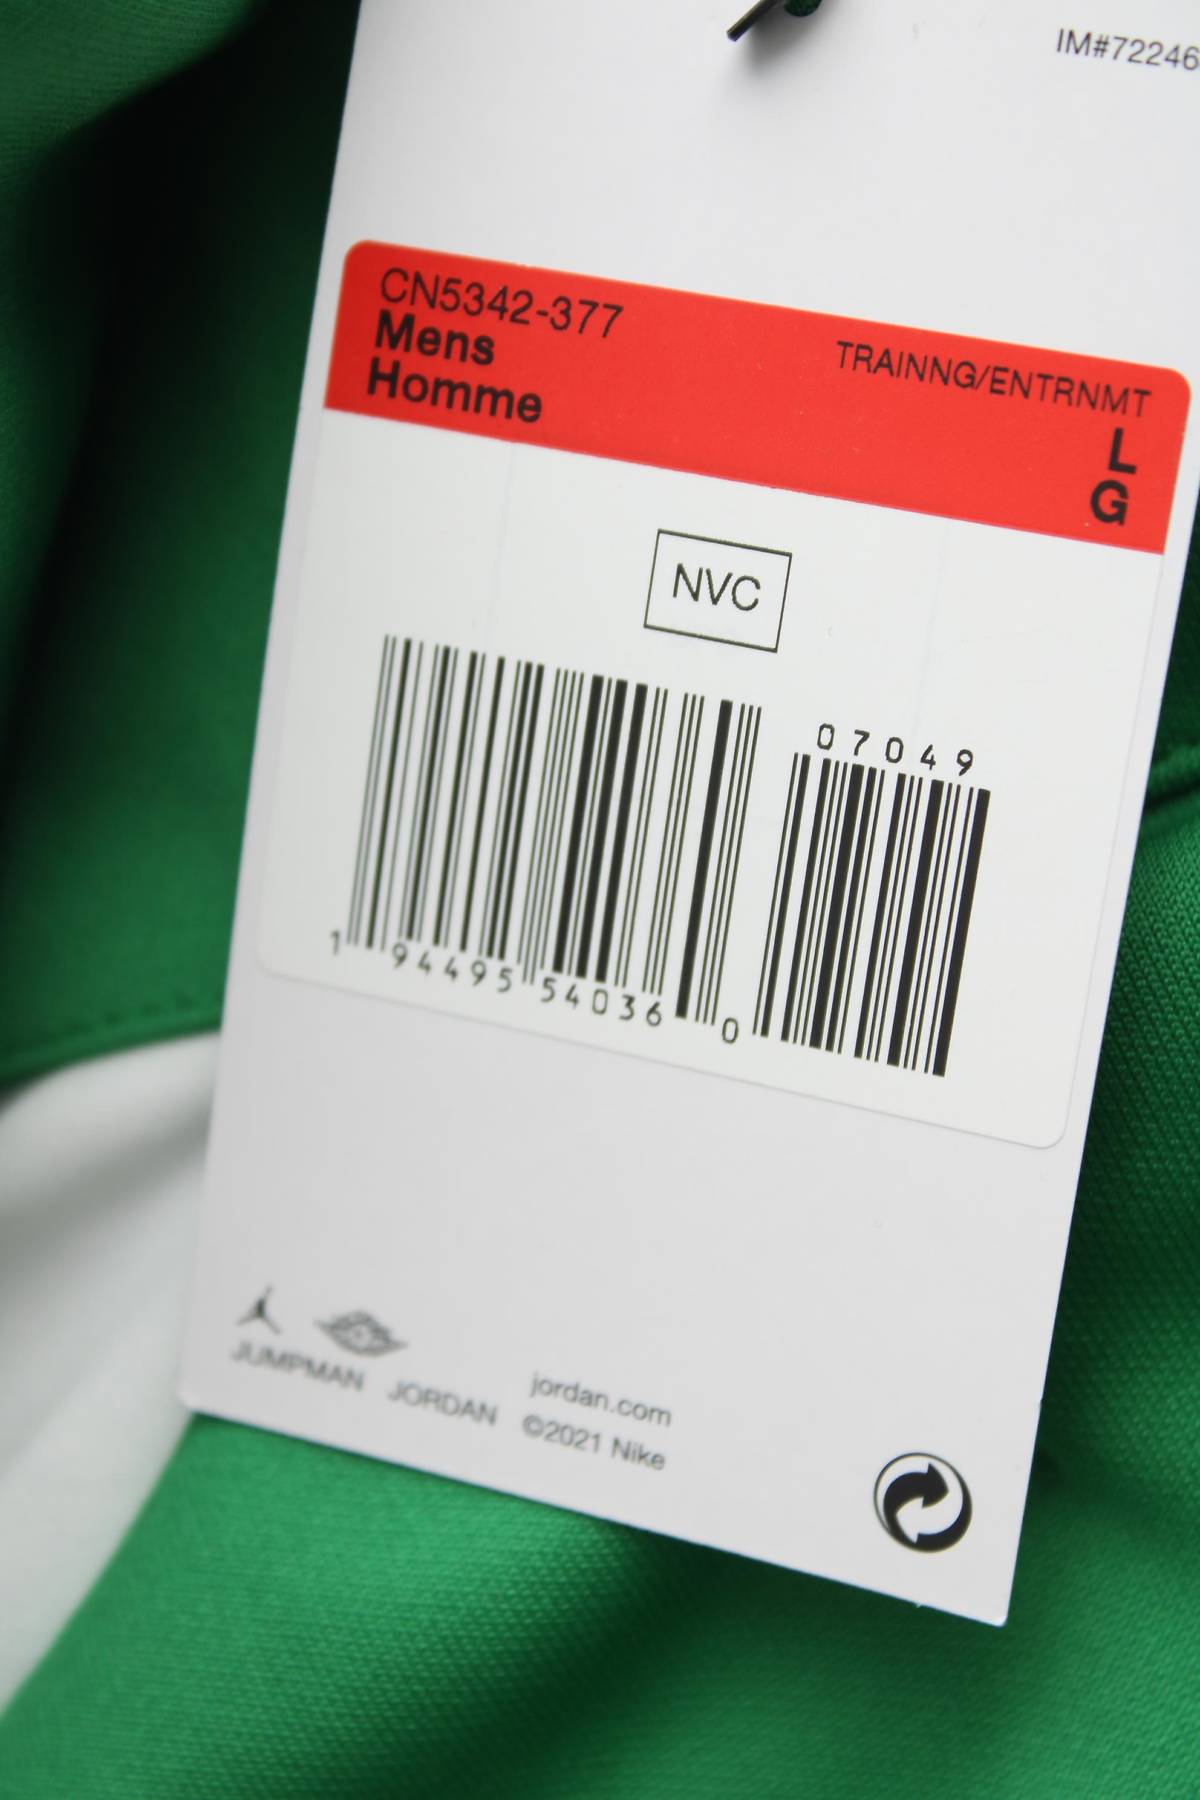 IM#72246
CN5342-377
Mens
Homme
TRAINNG/ENTRNMT
L
G
NVC
07049
1 94495 54036 0
JUMPMAN JORDAN
jordan.com
©2021 Nike